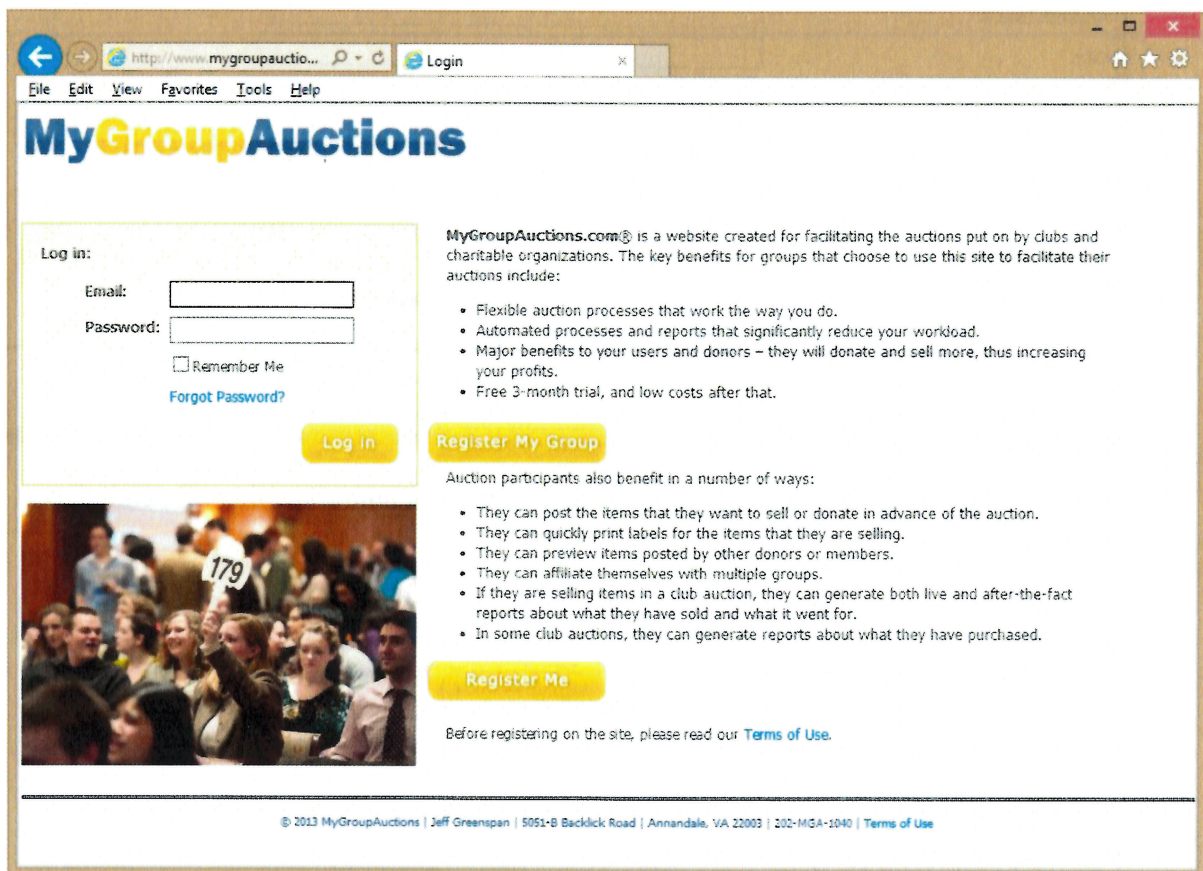 http://www.mygroupauctio...
Login
File Edit View Favorites Tools Help
MyGroupAuctions
Log in:
Email:
Password:
Remember Me
Forgot Password?
Log in
MyGroupAuctions.com® is a website created for facilitating the auctions put on by clubs and
charitable organizations. The key benefits for groups that choose to use this site to facilitate their
auctions include:
• Flexible auction processes that work the way you do.
• Automated processes and reports that significantly reduce your workload.
• Major benefits to your users and donors – they will donate and sell more, thus increasing
your profits.
• Free 3-month trial, and low costs after that.
Register My Group
Auction participants also benefit in a number of ways:
• They can post the items that they want to sell or donate in advance of the auction.
• They can quickly print labels for the items that they are selling.
• They can preview items posted by other donors or members.
• They can affiliate themselves with multiple groups.
• If they are selling items in a club auction, they can generate both live and after-the-fact
reports about what they have sold and what it went for.
• In some club auctions, they can generate reports about what they have purchased.
Register Me
Before registering on the site, please read our Terms of Use.
179
© 2013 MyGroupAuctions | Jeff Greenspan | 5051-B Backlick Road | Annandale, VA 22003 | 202-MGA-1040 | Terms of Use